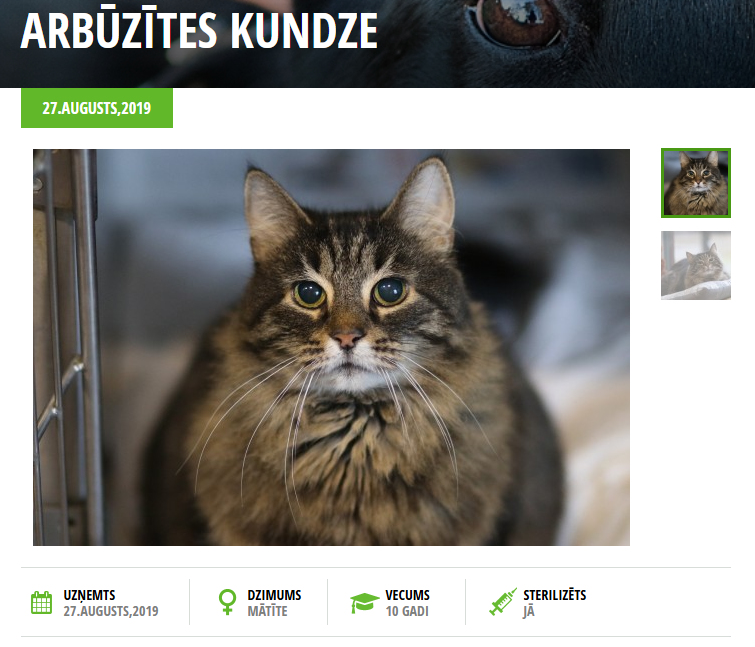 ARBŪZĪTES KUNDZE
27.AUGUSTS,2019
UZŅEMTS
27.AUGUSTS,2019
DZIMUMS
MĀTĪTE
VECUMS
10 GADI
STERILIZĒTS
JĀ